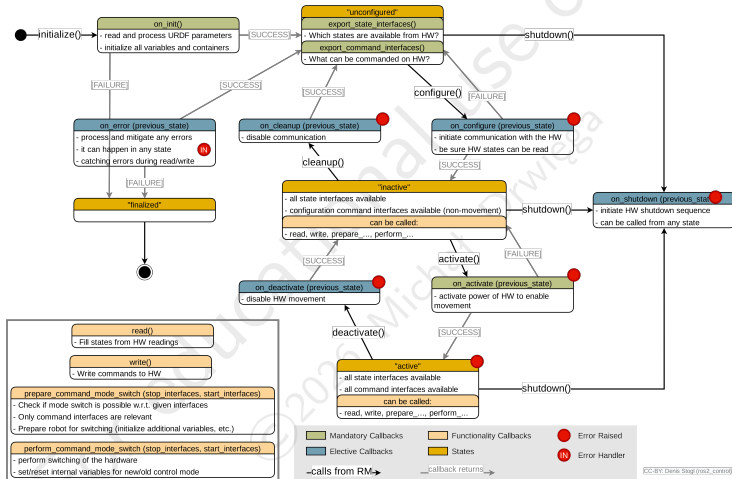 initialize()
on_init()
- read and process URDF parameters
- initialize all variables and containers
[SUCCESS]
"unconfigured"
export_state_interfaces()
- Which states are available from HW?
export_command_interfaces()
- What can be commanded on HW?
shutdown()
[FAILURE]
[SUCCESS]
[SUCCESS]
configure()
[FAILURE]
on_error (previous_state)
- process and mitigate any errors
- it can happen in any state
- catching errors during read/write
IN
on_cleanup (previous_state)
- disable communication
on_configure (previous_state)
- initiate communication with the HW
- be sure HW states can be read
cleanup()
[SUCCESS]
[FAILURE]
"finalized"
"inactive"
- all state interfaces available
- configuration command interfaces available (non-movement)
can be called:
- read, write, prepare_..., perform_...
shutdown()
on_shutdown (previous_stat
- initiate HW shutdown sequence
- can be called from any state
[SUCCESS]
activate()
[FAILURE]
on_deactivate (previous_state)
- disable HW movement
on_activate (previous_state)
- activate power of HW to enable
movement
deactivate()
[SUCCESS]
"active"
- all state interfaces available
- all command interfaces available
can be called:
- read, write, prepare_..., perform_...
shutdown()
read()
- Fill states from HW readings
write()
- Write commands to HW
prepare_command_mode_switch (stop_interfaces, start_interfaces)
- Check if mode switch is possible w.r.t. given interfaces
- Only command interfaces are relevant
- Prepare robot for switching (initialize additional variables, etc.)
perform_command_mode_switch (stop_interfaces, start_interfaces)
- perform switching of the hardware
- set/reset internal variables for new/old control mode
Mandatory Callbacks
Functionality Callbacks
Error Raised
Elective Callbacks
States
IN
Error Handler
calls from RM
callback returns
CC-BY: Denis Stogl (ros2_control)
educational use
©2026, Michal Drwiega